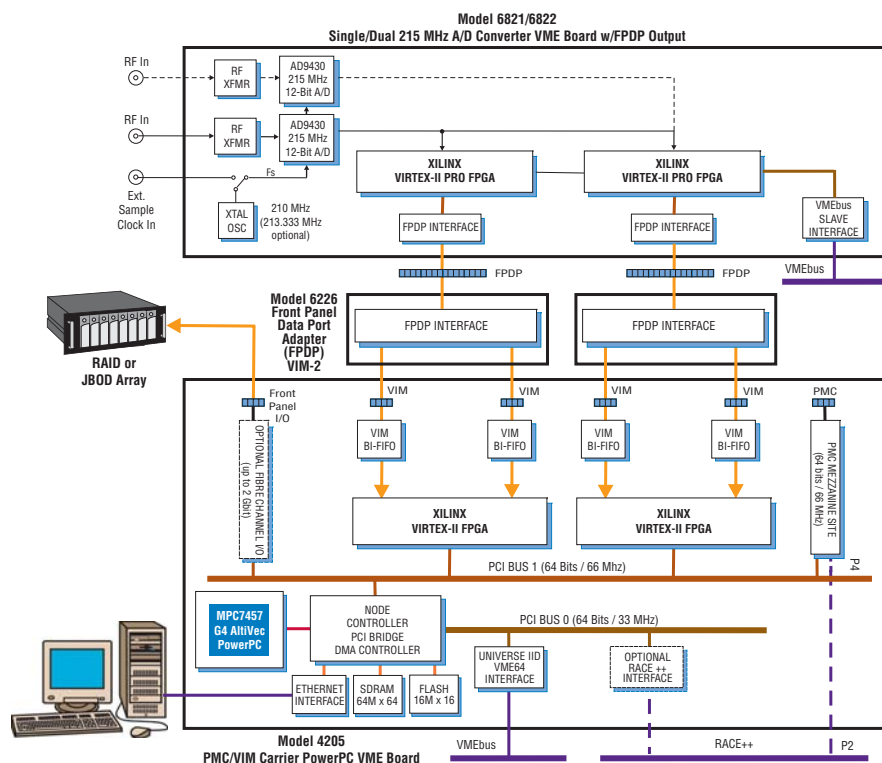 Model 6821/6822
Single/Dual 215 MHz A/D Converter VME Board w/FPDP Output
RF In
RF
XFMR
AD9430
215 MHz
12-Bit A/D
RF In
RF
XFMR
AD9430
215 MHz
12-Bit A/D
Fs
Ext.
Sample
Clock In
XTAL
OSC
210 MHz
(213.333 MHz
optional)
XILINX
VIRTEX-II PRO FPGA
XILINX
VIRTEX-II PRO FPGA
FPDP INTERFACE
FPDP INTERFACE
VMEbus
SLAVE
INTERFACE
FPDP
FPDP
VMEbus
Model 6226
Front Panel
Data Port
Adapter
(FPDP)
VIM-2
FPDP INTERFACE
FPDP INTERFACE
RAID or
JBOD Array
Front
Panel
I/O
VIM
VIM
VIM
VIM
PMC
OPTIONAL FIBRE CHANNEL I/O
(up to 2 Gbit)
VIM
BI-FIFO
VIM
BI-FIFO
VIM
BI-FIFO
VIM
BI-FIFO
PMC MEZZANINE SITE
(64 bits / 66 MHz)
XILINX
VIRTEX-II FPGA
XILINX
VIRTEX-II FPGA
P4
PCI BUS 1 (64 Bits / 66 Mhz)
MPC7457
G4 AltiVec
PowerPC
NODE
CONTROLLER
PCI BRIDGE
DMA CONTROLLER
PCI BUS 0 (64 Bits / 33 MHz)
ETHERNET
INTERFACE
SDRAM
64M x 64
FLASH
16M x 16
UNIVERSE IID
VME64
INTERFACE
OPTIONAL
RACE ++
INTERFACE
Model 4205
PMC/VIM Carrier PowerPC VME Board
VMEbus
RACE++
P2